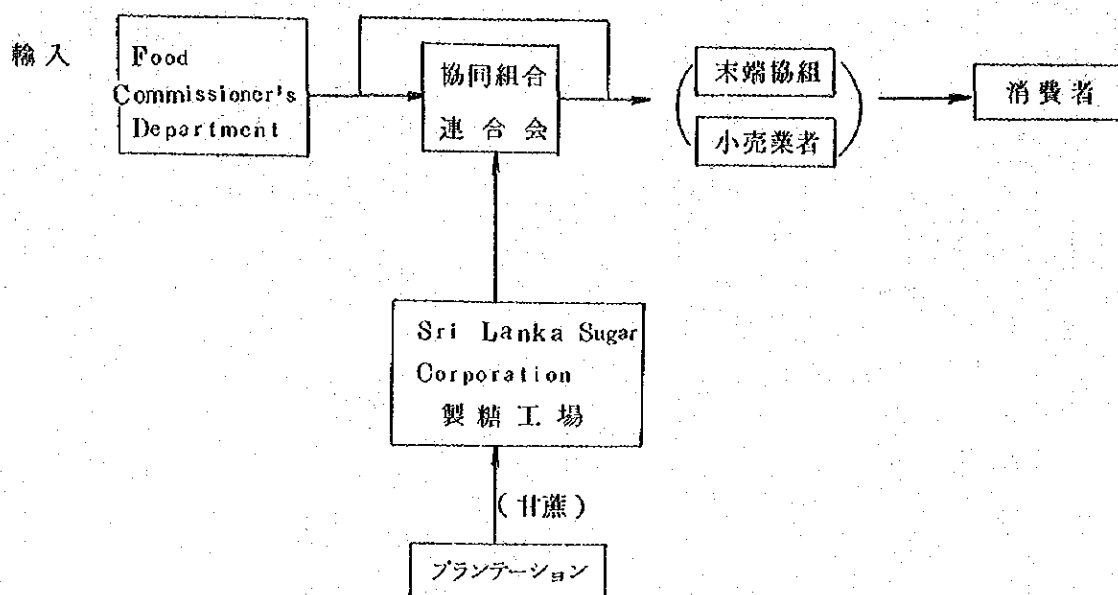 輸入
Food
Commissioner's
Department
協同組合
連合会
末端協組
小売業者
消費者
Sri Lanka Sugar
Corporation
製糖工場
(甘蔗)
プランテーション